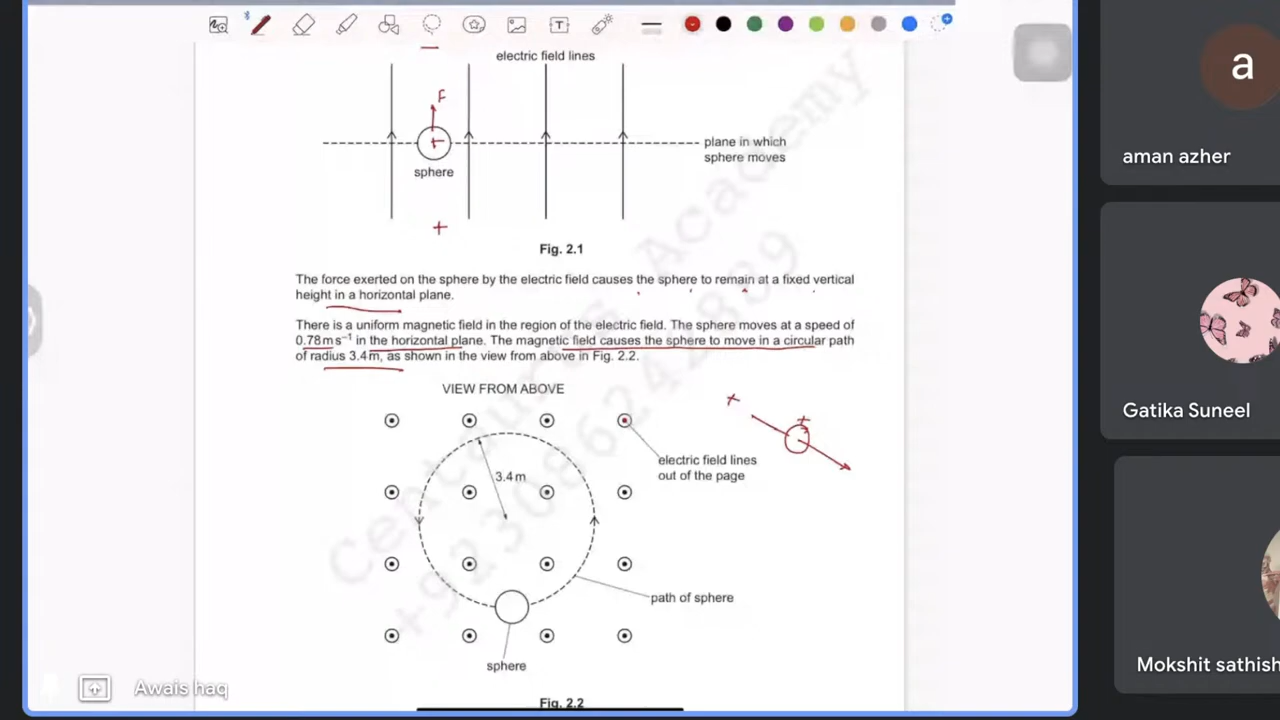 T
a
electric field lines
F
+
plane in which
sphere moves
aman azher
sphere
+
Fig. 2.1
The force exerted on the sphere by the electric field causes the sphere to remain at a fixed vertical
height in a horizontal plane.
There is a uniform magnetic field in the region of the electric field. The sphere moves at a speed of
0.78 m s⁻¹ in the horizontal plane. The magnetic field causes the sphere to move in a circular path
of radius 3.4 m, as shown in the view from above in Fig. 2.2.
VIEW FROM ABOVE
+
+
Gatika Suneel
electric field lines
out of the page
3.4 m
path of sphere
sphere
Mokshit sathish
Awais haq
Fig. 2.2
Centaurus Academy